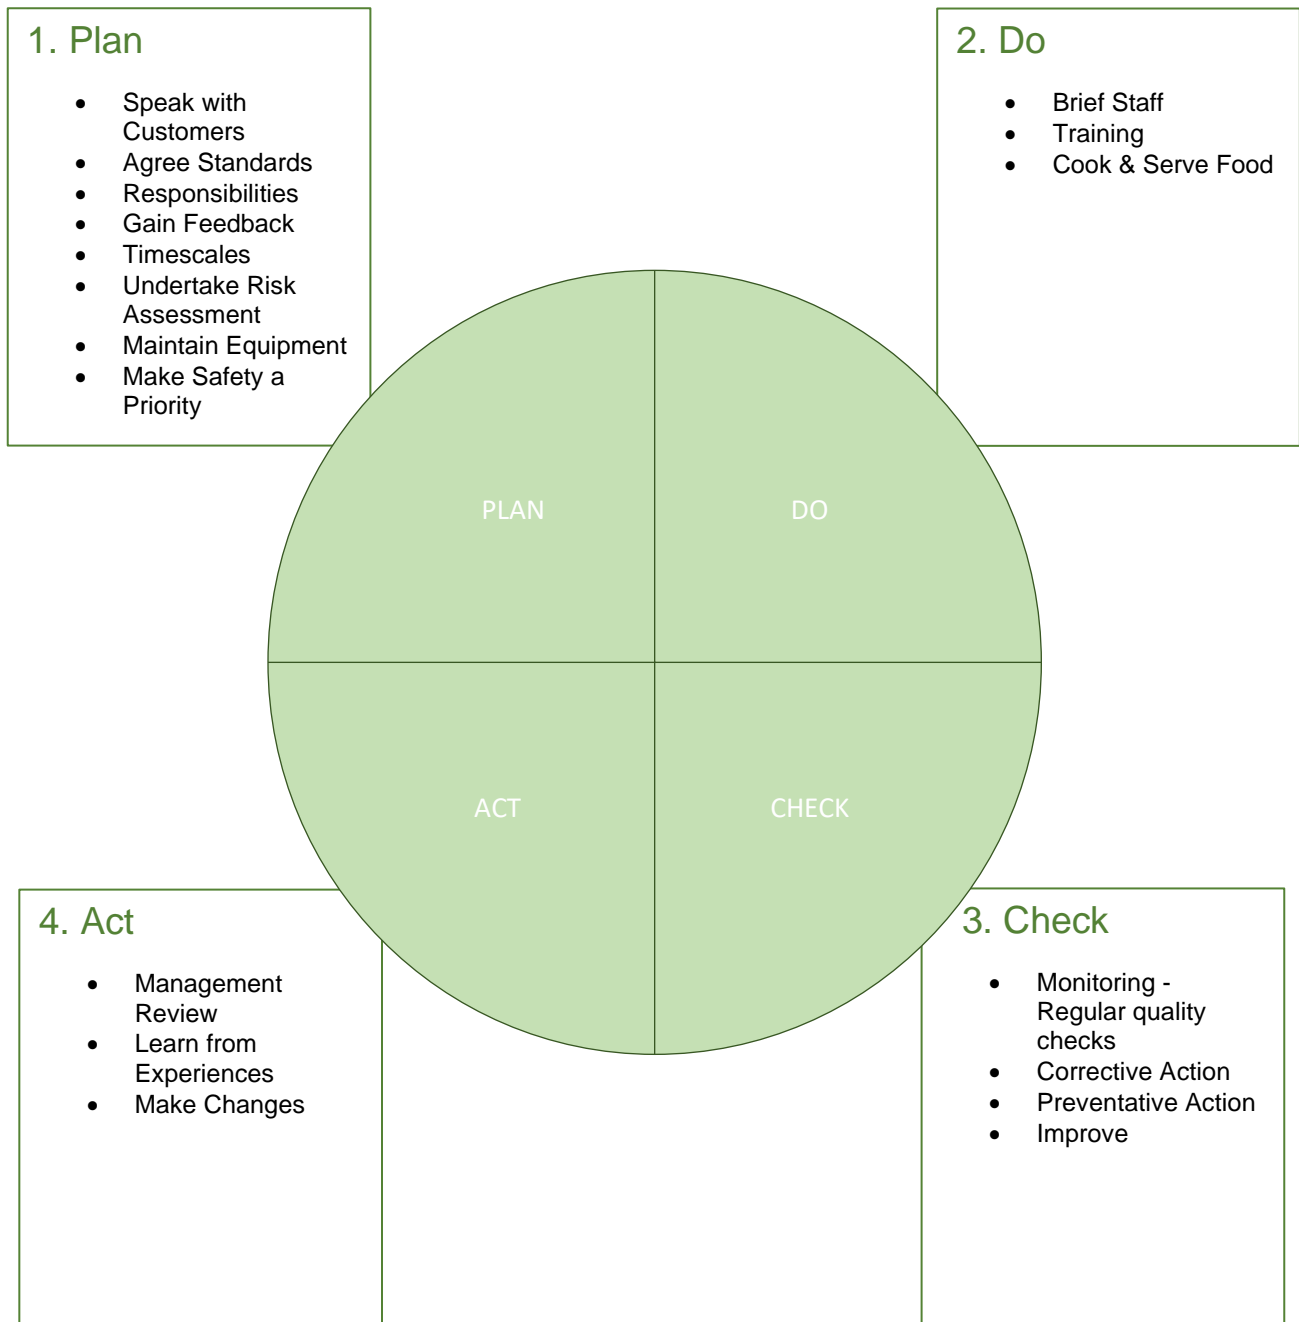 1. Plan
• Speak with
Customers
• Agree Standards
• Responsibilities
• Gain Feedback
• Timescales
• Undertake Risk
Assessment
• Maintain Equipment
• Make Safety a
Priority
2. Do
• Brief Staff
• Training
• Cook & Serve Food
PLAN
DO
ACT
CHECK
4. Act
• Management
Review
• Learn from
Experiences
• Make Changes
3. Check
• Monitoring -
Regular quality
checks
• Corrective Action
• Preventative Action
• Improve